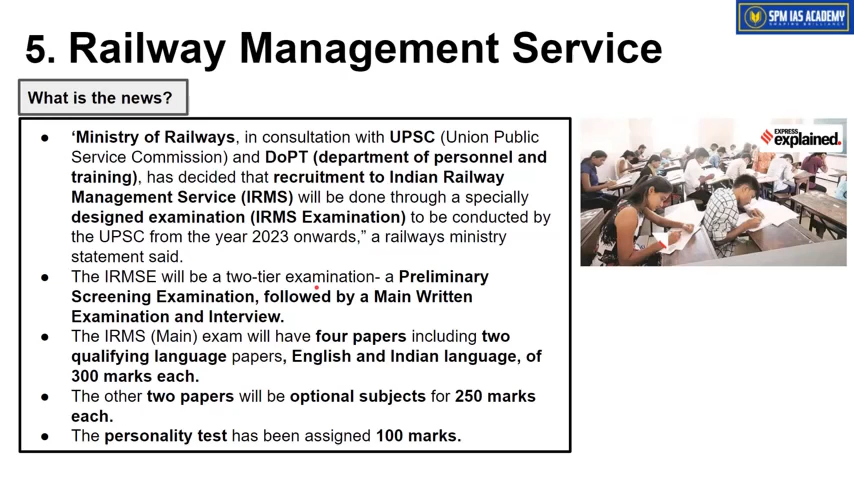 SPM IAS ACADEMY
SHAPING BRILLIANCE
5. Railway Management Service
What is the news?
● ‘Ministry of Railways, in consultation with UPSC (Union Public
Service Commission) and DoPT (department of personnel and
training), has decided that recruitment to Indian Railway
Management Service (IRMS) will be done through a specially
designed examination (IRMS Examination) to be conducted by
the UPSC from the year 2023 onwards,” a railways ministry
statement said.
● The IRMSE will be a two-tier examination- a Preliminary
Screening Examination, followed by a Main Written
Examination and Interview.
● The IRMS (Main) exam will have four papers including two
qualifying language papers, English and Indian language, of
300 marks each.
● The other two papers will be optional subjects for 250 marks
each.
● The personality test has been assigned 100 marks.
EXPRESS
explained.